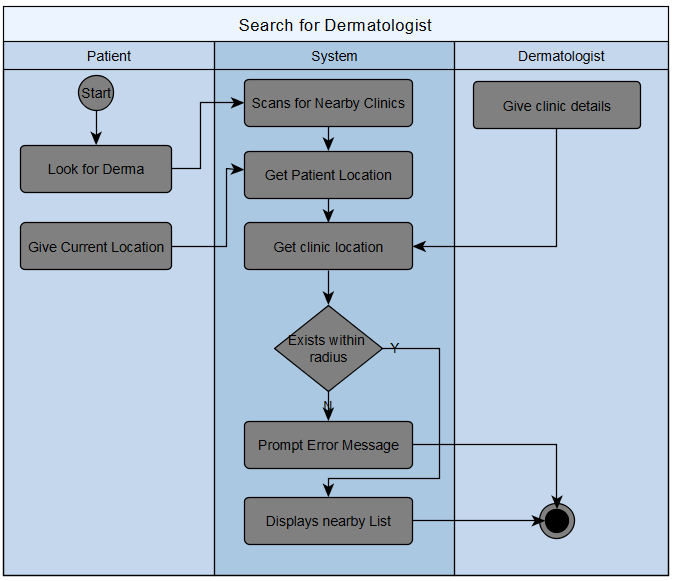 Search for Dermatologist
Patient
System
Dermatologist
Start
Scans for Nearby Clinics
Give clinic details
Look for Derma
Get Patient Location
Give Current Location
Get clinic location
Exists within
radius
Y
N
Prompt Error Message
Displays nearby List